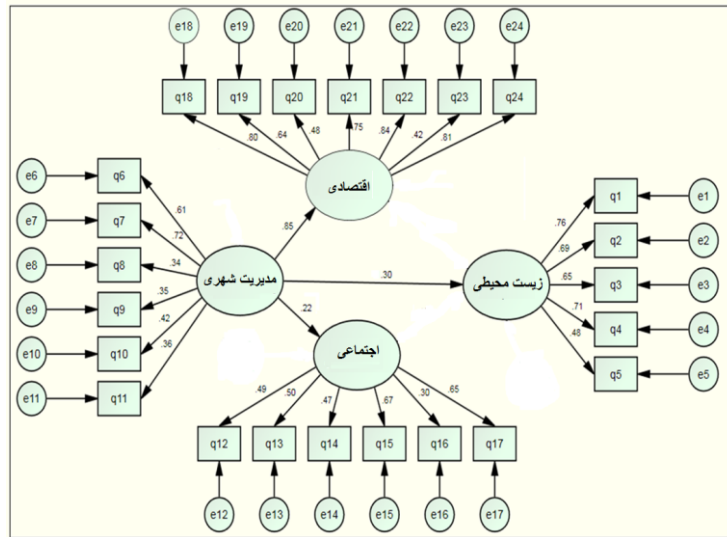 e18 e19 e20 e21 e22 e23 e24
q18 q19 q20 q21 q22 q23 q24
.80 .64 .48 .75 .84 .42 .81
اقتصادی
e6 q6 .61
e7 q7 .72
e8 q8 .34
e9 q9 .35
e10 q10 .42
e11 q11 .36
مدیریت شهری
.85
.30
.22
زیست محیطی
.76 q1 e1
.69 q2 e2
.65 q3 e3
.71 q4 e4
.48 q5 e5
اجتماعی
.49 .50 .47 .67 .30 .65
q12 q13 q14 q15 q16 q17
e12 e13 e14 e15 e16 e17